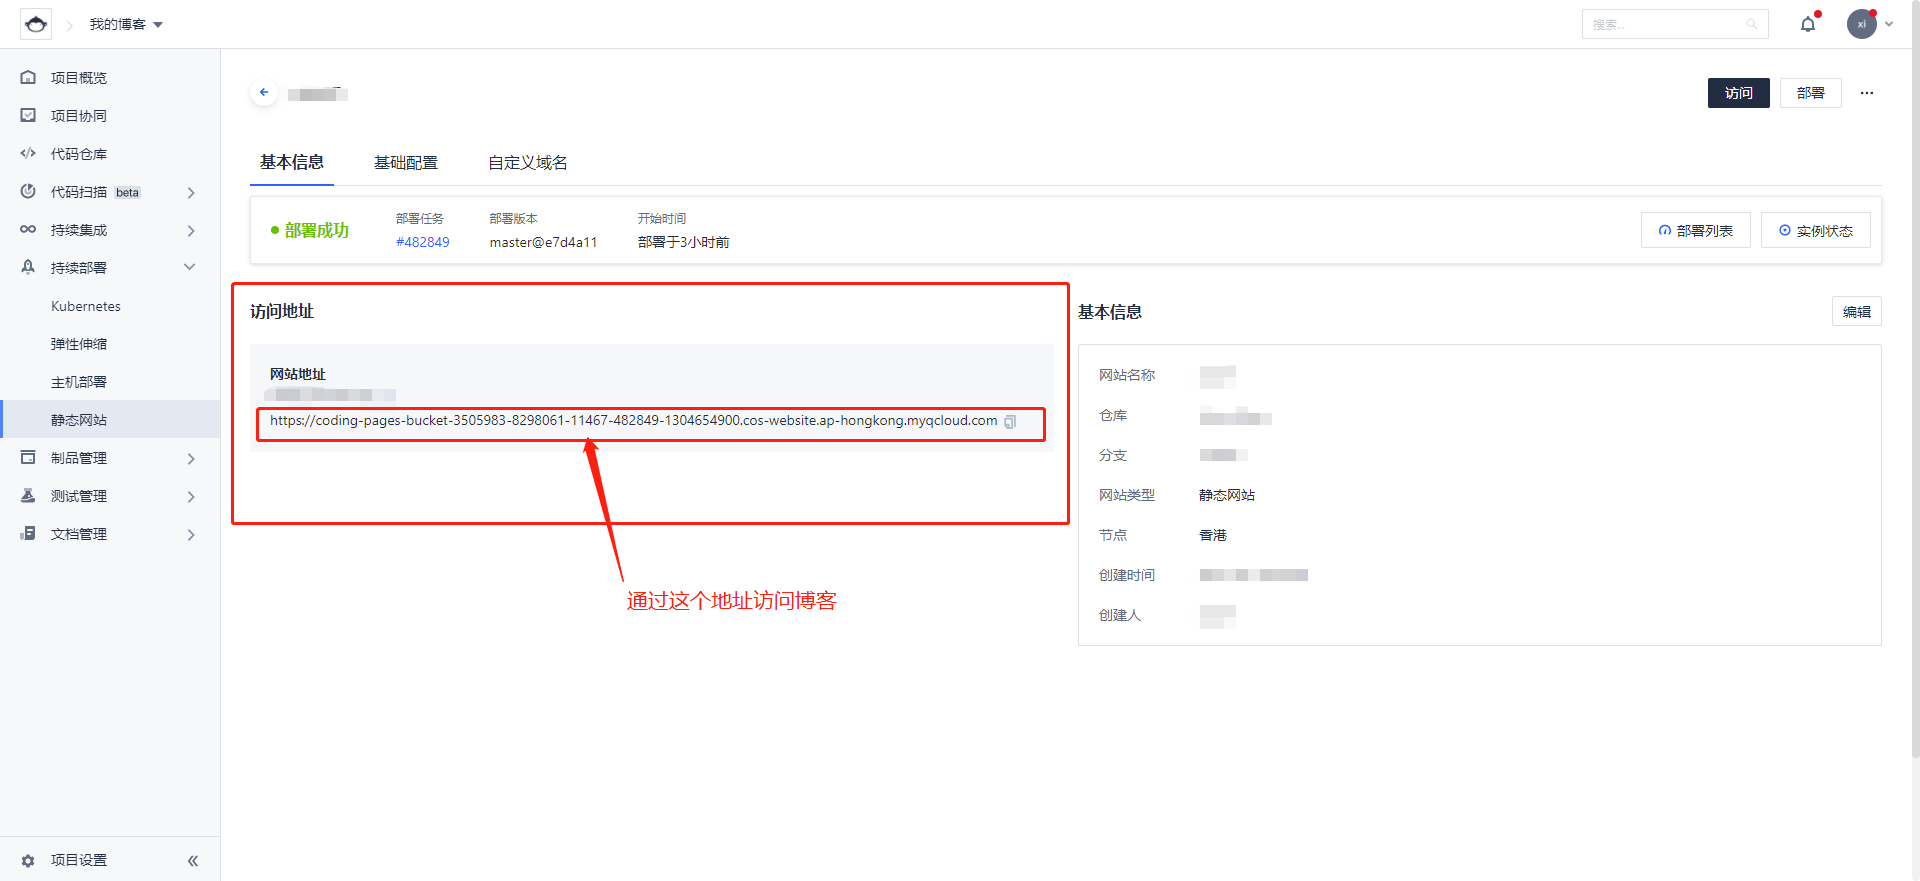 我的博客
搜索...
xi
项目概览
项目协同
代码仓库
代码扫描 beta
持续集成
持续部署
Kubernetes
弹性伸缩
主机部署
静态网站
制品管理
测试管理
文档管理
项目设置
访问 部署
基本信息 基础配置 自定义域名
部署成功
部署任务 部署版本 开始时间
#482849 master@e7d4a11 部署于3小时前
部署列表 实例状态
访问地址
网站地址
https://coding-pages-bucket-3505983-8298061-11467-482849-1304654900.cos-website.ap-hongkong.myqcloud.com
通过这个地址访问博客
基本信息 编辑
网站名称
仓库
分支
网站类型 静态网站
节点 香港
创建时间
创建人